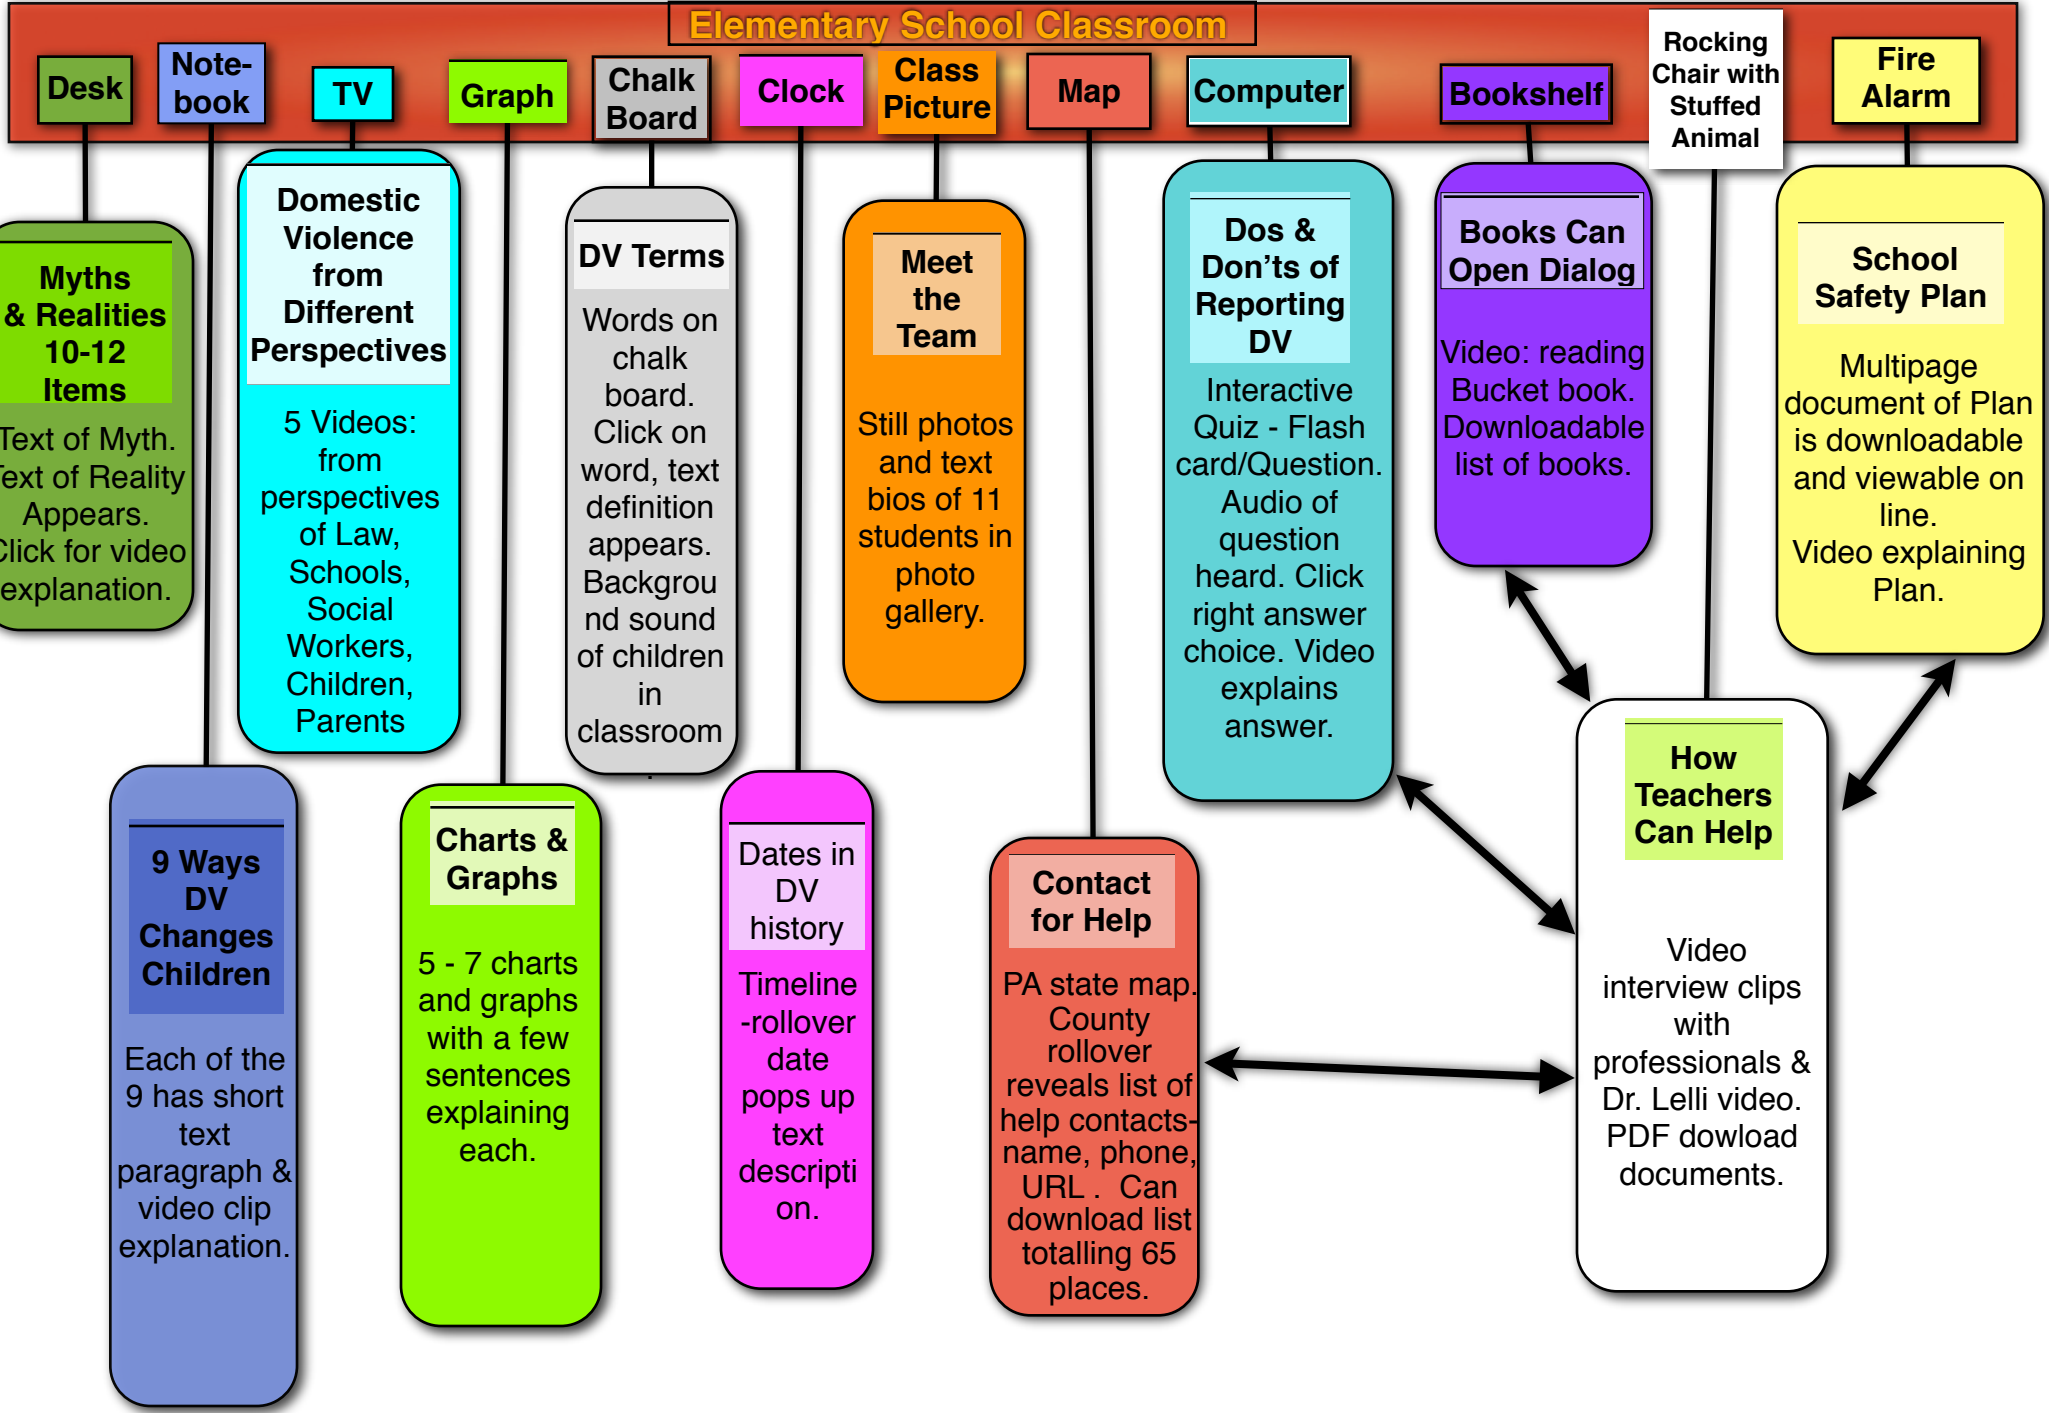 Elementary School Classroom
Desk
Note-
book
TV
Graph
Chalk
Board
Clock
Class
Picture
Map
Computer
Bookshelf
Rocking
Chair with
Stuffed
Animal
Fire
Alarm
Myths
& Realities
10-12
Items
Text of Myth.
Text of Reality
Appears.
Click for video
explanation.
9 Ways
DV
Changes
Children
Each of the
9 has short
text
paragraph &
video clip
explanation.
Domestic
Violence
from
Different
Perspectives
5 Videos:
from
perspectives
of Law,
Schools,
Social
Workers,
Children,
Parents
Charts &
Graphs
5 - 7 charts
and graphs
with a few
sentences
explaining
each.
DV Terms
Words on
chalk
board.
Click on
word, text
definition
appears.
Backgrou
nd sound
of children
in
classroom
.
Dates in
DV
history
Timeline
-rollover
date
pops up
text
descripti
on.
Meet
the
Team
Still photos
and text
bios of 11
students in
photo
gallery.
Contact
for Help
PA state map.
County
rollover
reveals list of
help contacts-
name, phone,
URL .  Can
download list
totalling 65
places.
Dos &
Don'ts of
Reporting
DV
Interactive
Quiz - Flash
card/Question.
Audio of
question
heard. Click
right answer
choice. Video
explains
answer.
Books Can
Open Dialog
Video: reading
Bucket book.
Downloadable
list of books.
How
Teachers
Can Help
Video
interview clips
with
professionals &
Dr. Lelli video.
PDF dowload
documents.
School
Safety Plan
Multipage
document of Plan
is downloadable
and viewable on
line.
Video explaining
Plan.